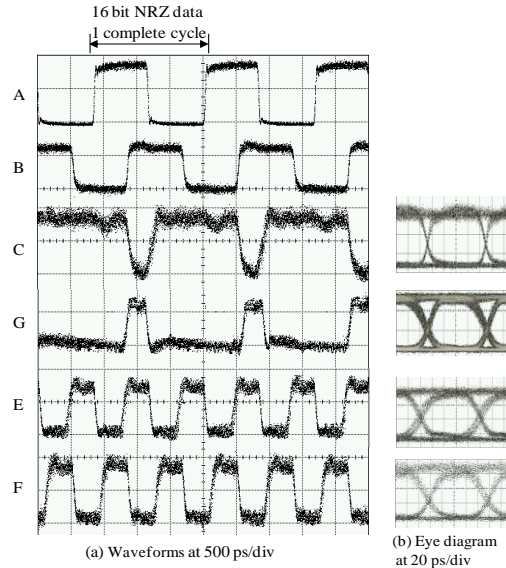 16 bit NRZ data
1 complete cycle
A
B
C
G
E
F
(a) Waveforms at 500 ps/div
(b) Eye diagram
at 20 ps/div